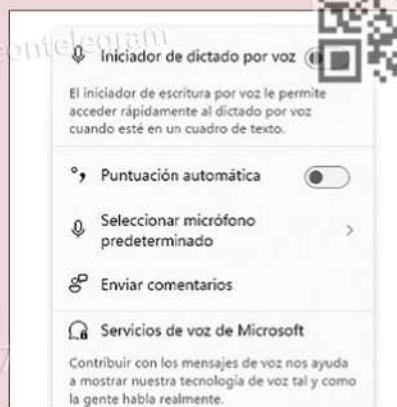 Iniciador de dictado por voz
El iniciador de escritura por voz le permite
acceder rápidamente al dictado por voz
cuando esté en un cuadro de texto.
Puntuación automática
Seleccionar micrófono
predeterminado
Enviar comentarios
Servicios de voz de Microsoft
Contribuir con los mensajes de voz nos ayuda
a mostrar nuestra tecnología de voz tal y como
la gente habla realmente.